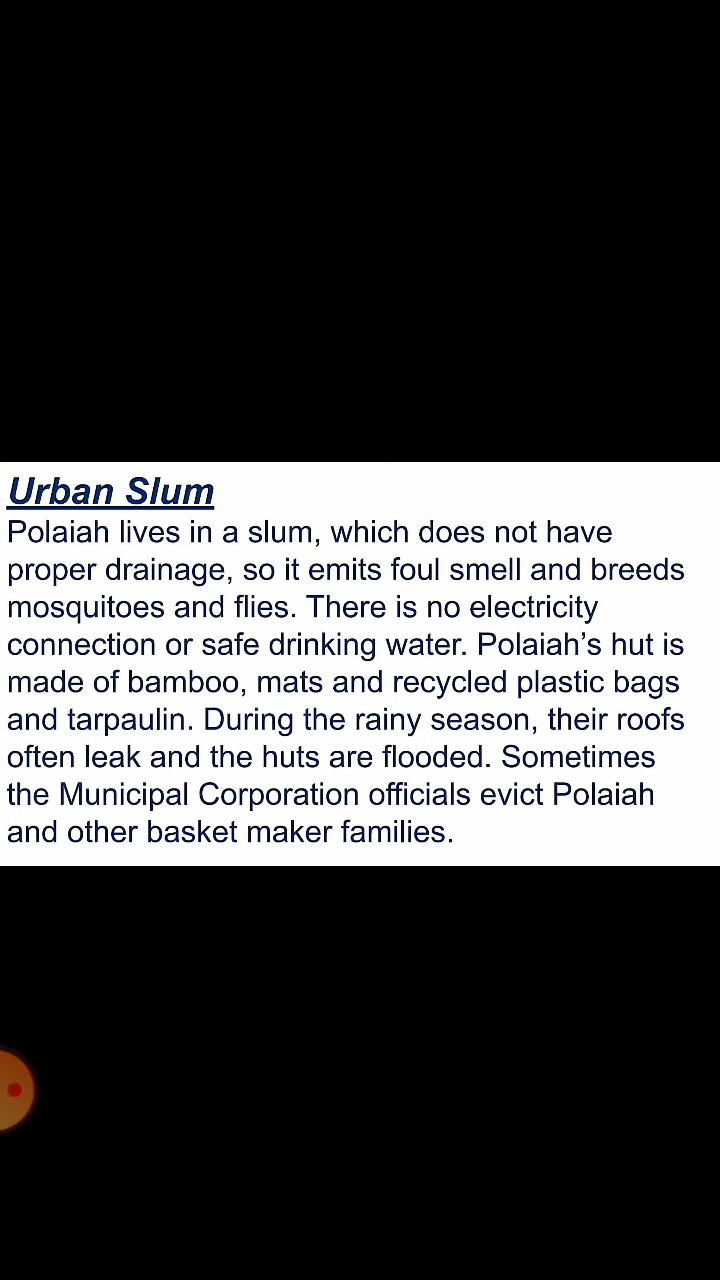 Urban Slum
Polaiah lives in a slum, which does not have
proper drainage, so it emits foul smell and breeds
mosquitoes and flies. There is no electricity
connection or safe drinking water. Polaiah’s hut is
made of bamboo, mats and recycled plastic bags
and tarpaulin. During the rainy season, their roofs
often leak and the huts are flooded. Sometimes
the Municipal Corporation officials evict Polaiah
and other basket maker families.